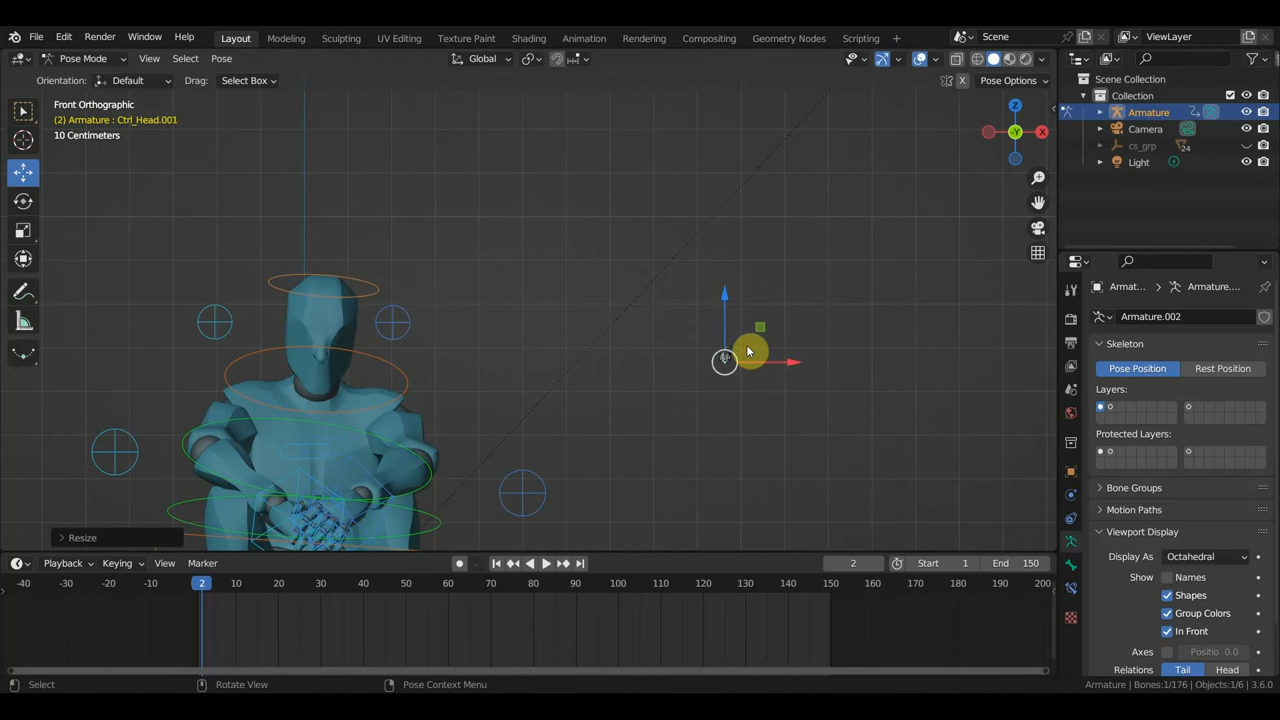 File Edit Render Window Help Layout Modeling Sculpting UV Editing Texture Paint Shading Animation Rendering Compositing Geometry Nodes Scripting + Scene ViewLayer
Pose Mode View Select Pose Global
Orientation: Default Drag: Select Box X Pose Options
Front Orthographic
(2) Armature : Ctrl_Head.001
10 Centimeters
Z
-Y
X
Resize
Scene Collection
Collection
Armature
Camera
cs_grp 24
Light
Armat... Armature....
Armature.002
Skeleton
Pose Position Rest Position
Layers:
Protected Layers:
Bone Groups
Motion Paths
Viewport Display
Display As Octahedral
Show Names
Shapes
Group Colors
In Front
Axes Positio 0.0
Relations Tail Head
Playback Keying View Marker 2 Start 1 End 150
-40 -30 -20 -10 2 10 20 30 40 50 60 70 80 90 100 110 120 130 140 150 160 170 180 190 200
Select Rotate View Pose Context Menu Armature | Bones:1/176 | Objects:1/6 | 3.6.0